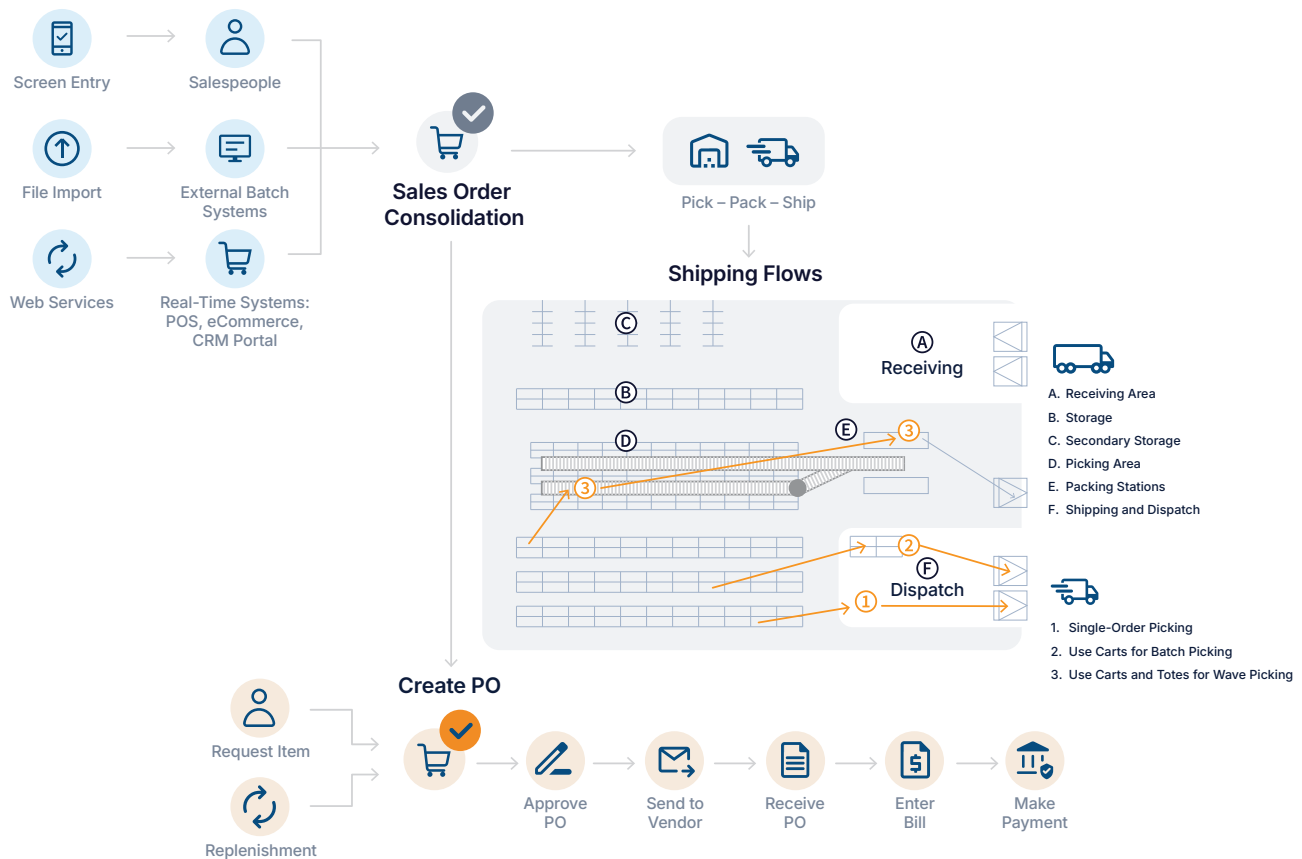 Screen Entry
Salespeople
File Import
External Batch
Systems
Web Services
Real-Time Systems:
POS, eCommerce,
CRM Portal
Sales Order
Consolidation
Pick – Pack – Ship
Shipping Flows
C
A
Receiving
B
D
E
3
3
2
F
Dispatch
1
A. Receiving Area
B. Storage
C. Secondary Storage
D. Picking Area
E. Packing Stations
F. Shipping and Dispatch
1. Single-Order Picking
2. Use Carts for Batch Picking
3. Use Carts and Totes for Wave Picking
Create PO
Request Item
Replenishment
Approve
PO
Send to
Vendor
Receive
PO
$
Enter
Bill
Make
Payment